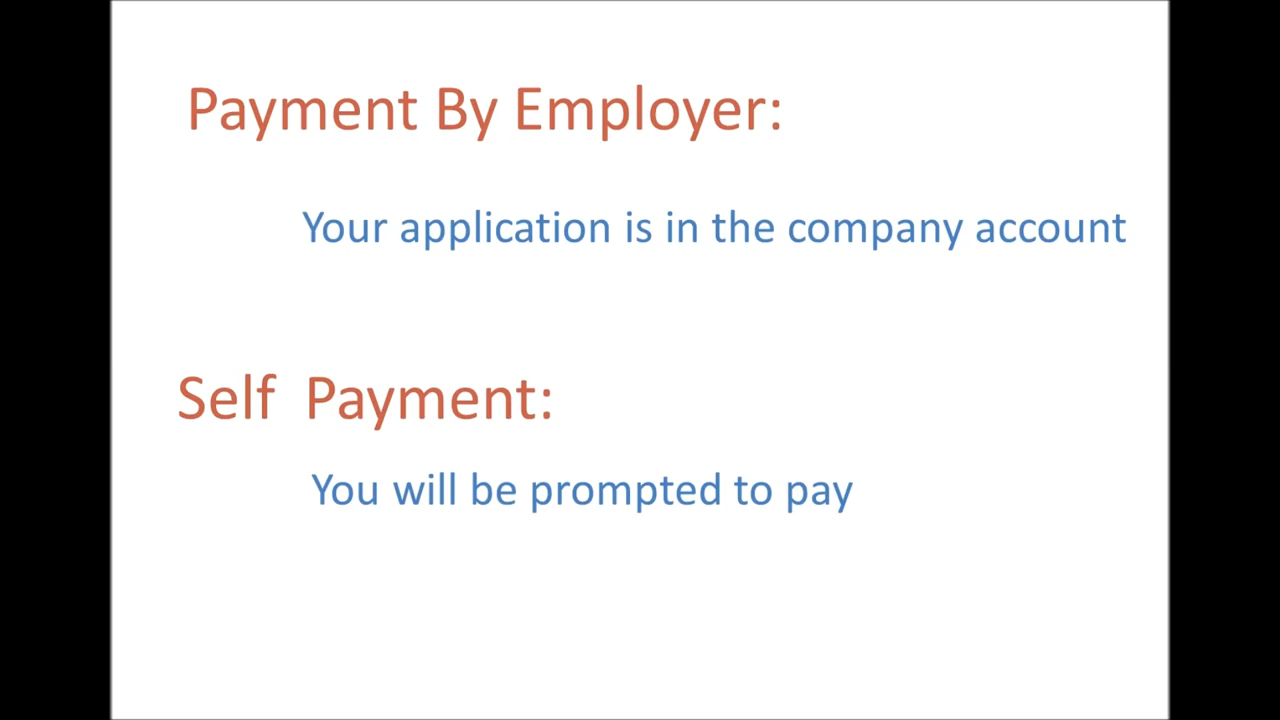 Payment By Employer:
Your application is in the company account
Self Payment:
You will be prompted to pay